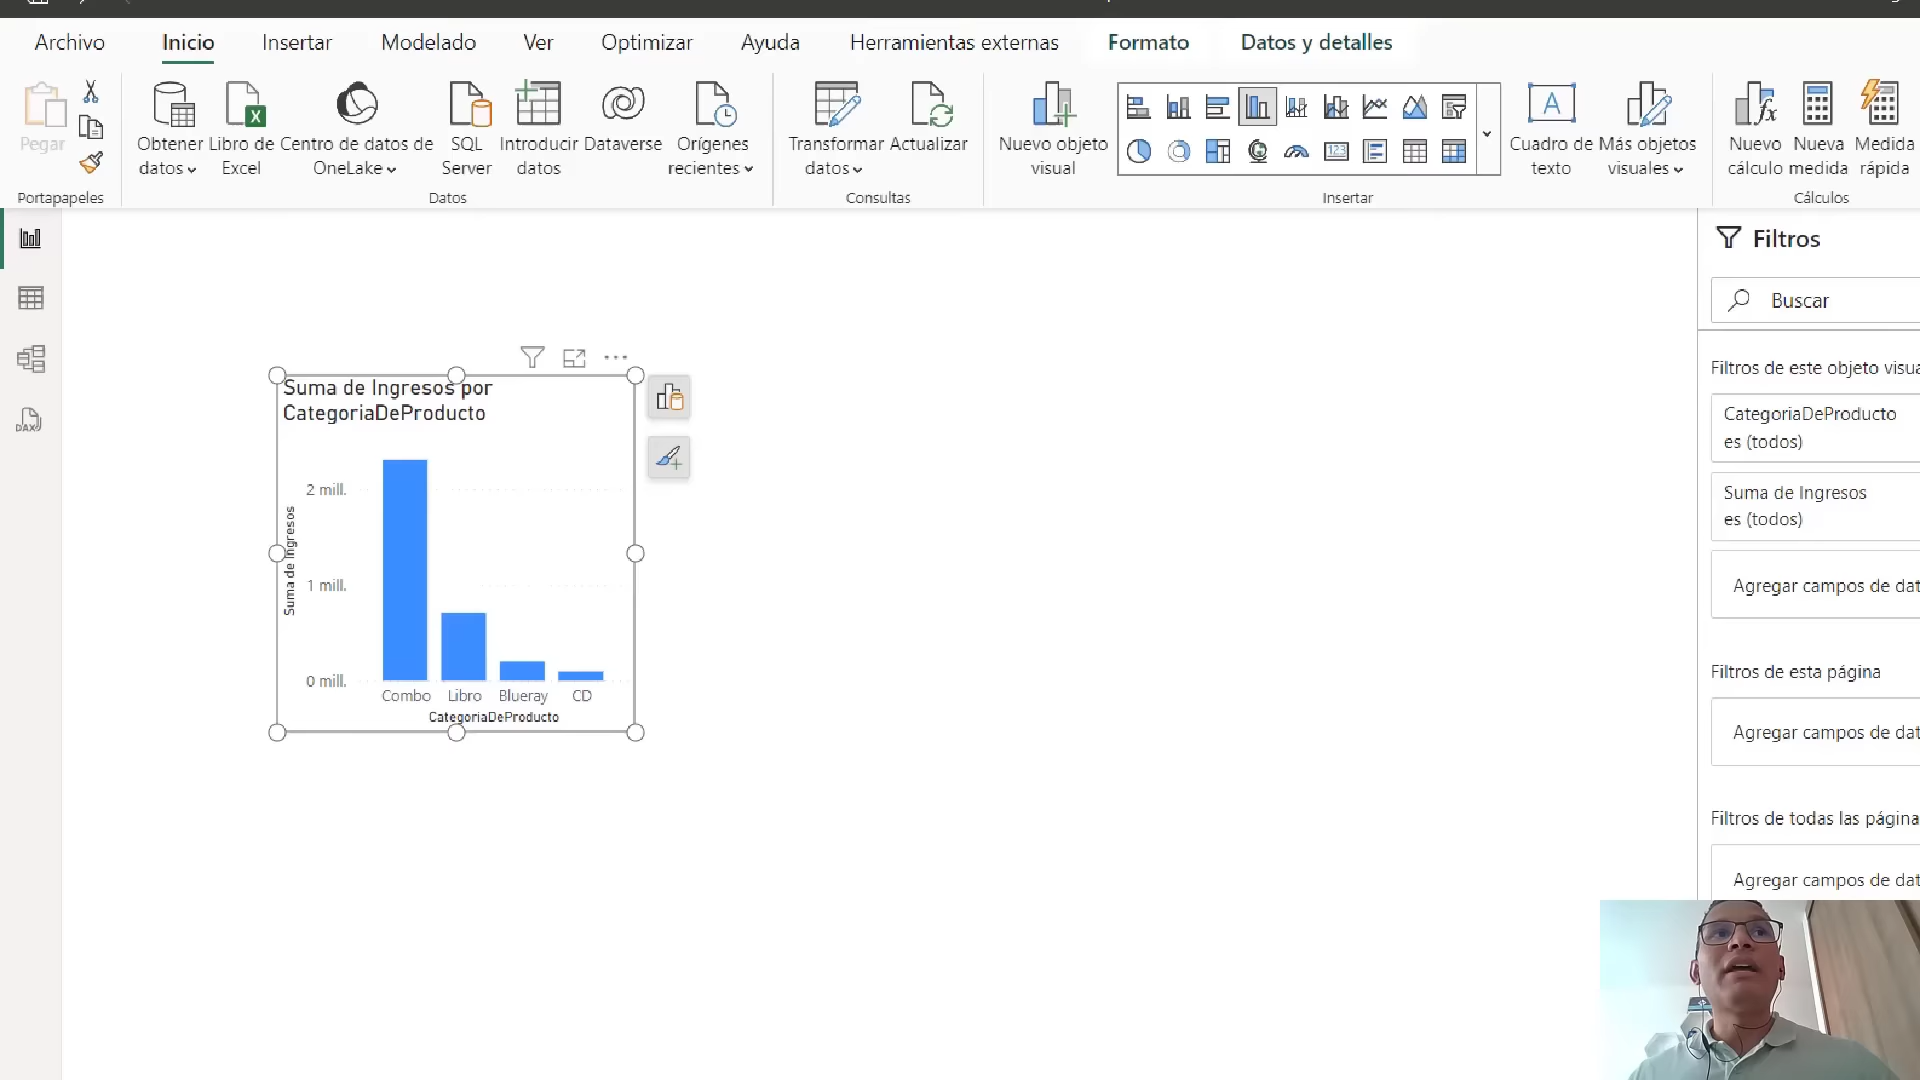 Archivo Inicio Insertar Modelado Ver Optimizar Ayuda Herramientas externas Formato Datos y detalles
Pegar
Portapapeles
Obtener
datos
Libro de
Excel
Centro de datos de
OneLake
SQL
Server
Introducir
datos
Dataverse
Orígenes
recientes
Datos
Transformar
datos
Actualizar
Consultas
Nuevo objeto
visual
Cuadro de
texto
Más objetos
visuales
Insertar
Nuevo
cálculo
Nueva
medida
Medida
rápida
Cálculos
DAX
Suma de Ingresos por
CategoriaDeProducto
Suma de Ingresos
2 mill.
1 mill.
0 mill.
Combo Libro Blueray CD
CategoriaDeProducto
Filtros
Buscar
Filtros de este objeto visua
CategoriaDeProducto
es (todos)
Suma de Ingresos
es (todos)
Agregar campos de dat
Filtros de esta página
Agregar campos de dat
Filtros de todas las página
Agregar campos de dat